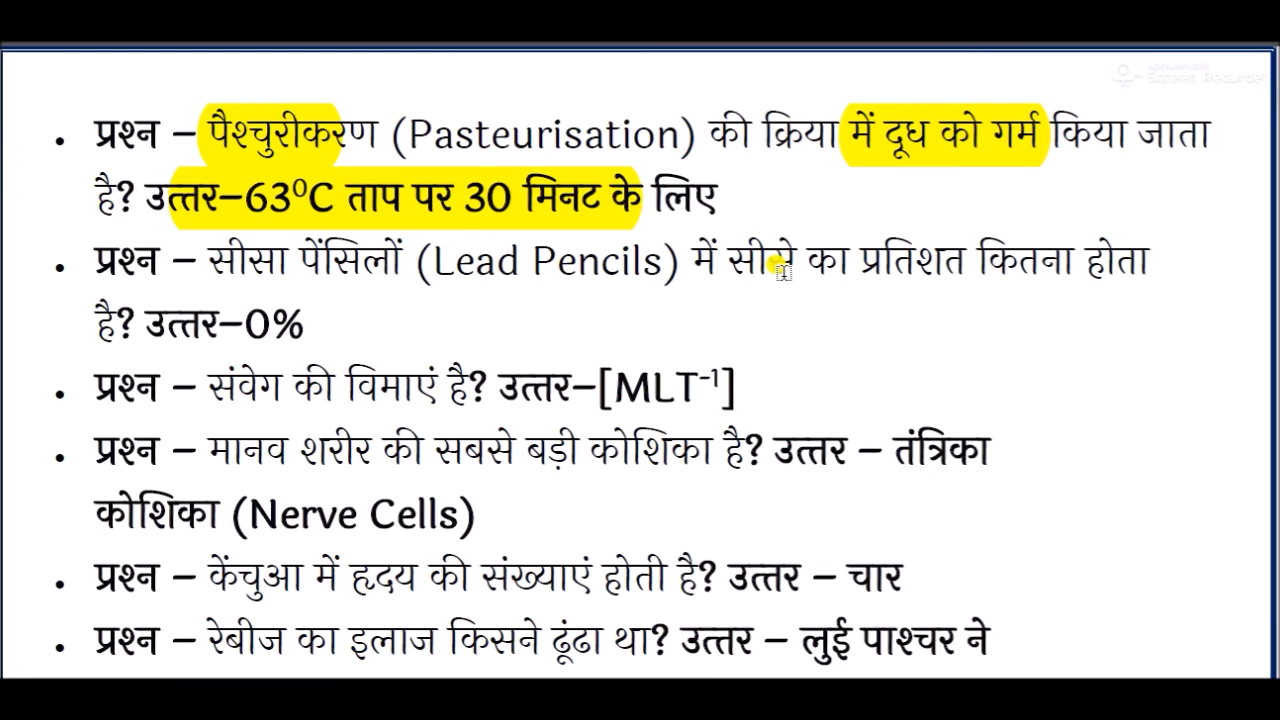 • प्रश्न – पैश्चुरीकरण (Pasteurisation) की क्रिया में दूध को गर्म किया जाता
है? उत्तर–63⁰C ताप पर 30 मिनट के लिए
• प्रश्न – सीसा पेंसिलों (Lead Pencils) में सीसे का प्रतिशत कितना होता
है? उत्तर–0%
• प्रश्न – संवेग की विमाएं है? उत्तर–[MLT⁻¹]
• प्रश्न – मानव शरीर की सबसे बड़ी कोशिका है? उत्तर – तंत्रिका
कोशिका (Nerve Cells)
• प्रश्न – केंचुआ में हृदय की संख्याएं होती है? उत्तर – चार
• प्रश्न – रेबीज का इलाज किसने ढूंढा था? उत्तर – लुई पाश्चर ने
Screen Recorder